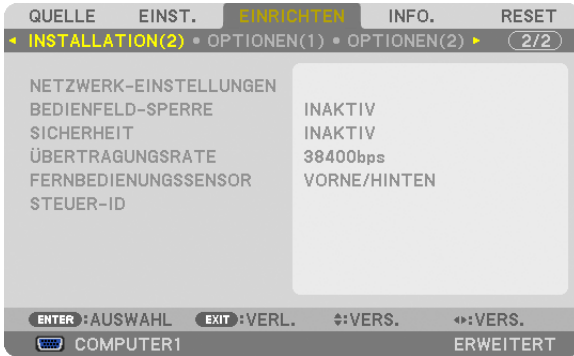 QUELLE EINST. EINRICHTEN INFO. RESET
◂ INSTALLATION(2) • OPTIONEN(1) • OPTIONEN(2) ▸ 2/2
NETZWERK-EINSTELLUNGEN
BEDIENFELD-SPERRE INAKTIV
SICHERHEIT INAKTIV
ÜBERTRAGUNGSRATE 38400bps
FERNBEDIENUNGSSENSOR VORNE/HINTEN
STEUER-ID
ENTER:AUSWAHL EXIT:VERL. ⬍:VERS. ⬌:VERS.
COMPUTER1 ERWEITERT